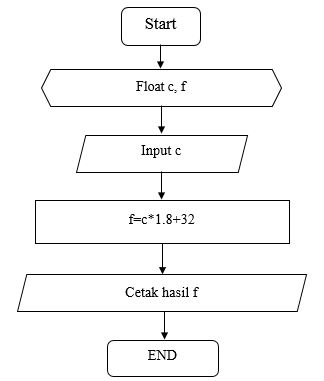 Start
Float c, f
Input c
f=c*1.8+32
Cetak hasil f
END